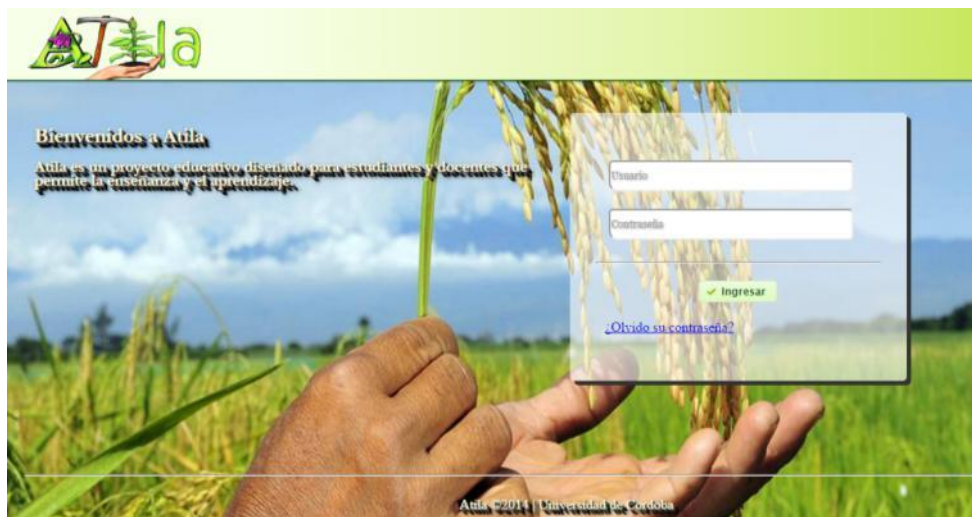 ATila
Bienvenidos a Atila
Atila es un proyecto educativo diseñado para estudiantes y docentes que
permite la enseñanza y el aprendizaje.
Usuario
Contraseña
Ingresar
¿Olvido su contraseña?
Atila ©2014 | Universidad de Córdoba